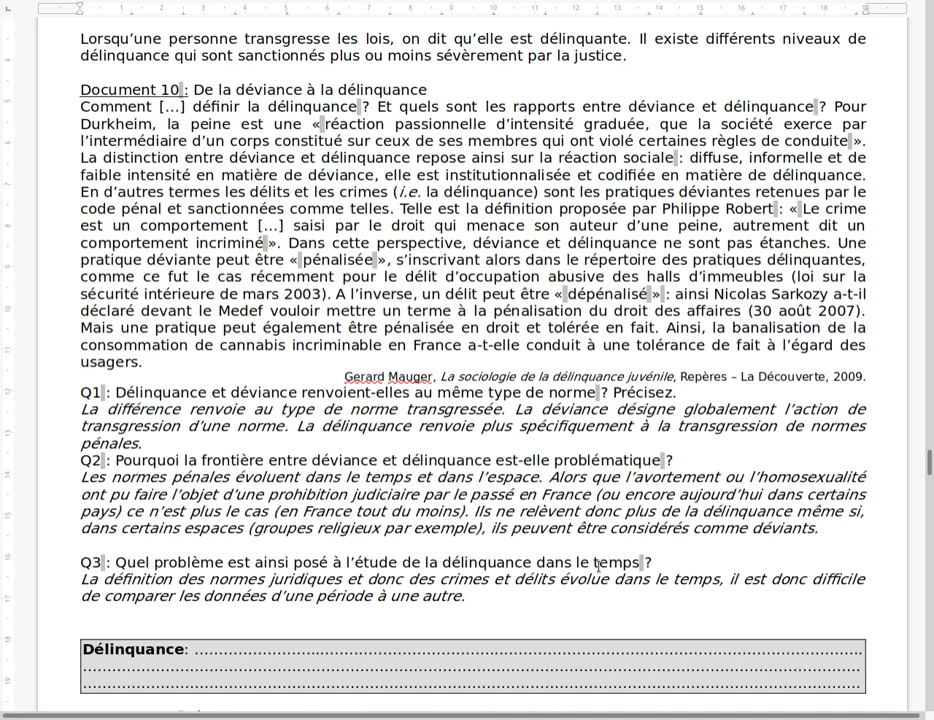 Lorsqu’une personne transgresse les lois, on dit qu’elle est délinquante. Il existe différents niveaux de
délinquance qui sont sanctionnés plus ou moins sévèrement par la justice.
Document 10 : De la déviance à la délinquance
Comment [...] définir la délinquance ? Et quels sont les rapports entre déviance et délinquance ? Pour
Durkheim, la peine est une « réaction passionnelle d’intensité graduée, que la société exerce par
l’intermédiaire d’un corps constitué sur ceux de ses membres qui ont violé certaines règles de conduite ».
La distinction entre déviance et délinquance repose ainsi sur la réaction sociale : diffuse, informelle et de
faible intensité en matière de déviance, elle est institutionnalisée et codifiée en matière de délinquance.
En d’autres termes les délits et les crimes (i.e. la délinquance) sont les pratiques déviantes retenues par le
code pénal et sanctionnées comme telles. Telle est la définition proposée par Philippe Robert : « Le crime
est un comportement [...] saisi par le droit qui menace son auteur d’une peine, autrement dit un
comportement incriminé ». Dans cette perspective, déviance et délinquance ne sont pas étanches. Une
pratique déviante peut être « pénalisée », s’inscrivant alors dans le répertoire des pratiques délinquantes,
comme ce fut le cas récemment pour le délit d’occupation abusive des halls d’immeubles (loi sur la
sécurité intérieure de mars 2003). A l’inverse, un délit peut être « dépénalisé » : ainsi Nicolas Sarkozy a-t-il
déclaré devant le Medef vouloir mettre un terme à la pénalisation du droit des affaires (30 août 2007).
Mais une pratique peut également être pénalisée en droit et tolérée en fait. Ainsi, la banalisation de la
consommation de cannabis incriminable en France a-t-elle conduit à une tolérance de fait à l’égard des
usagers.
Gerard Mauger, La sociologie de la délinquance juvénile, Repères – La Découverte, 2009.
Q1 : Délinquance et déviance renvoient-elles au même type de norme ? Précisez.
La différence renvoie au type de norme transgressée. La déviance désigne globalement l’action de
transgression d’une norme. La délinquance renvoie plus spécifiquement à la transgression de normes
pénales.
Q2 : Pourquoi la frontière entre déviance et délinquance est-elle problématique ?
Les normes pénales évoluent dans le temps et dans l’espace. Alors que l’avortement ou l’homosexualité
ont pu faire l’objet d’une prohibition judiciaire par le passé en France (ou encore aujourd’hui dans certains
pays) ce n’est plus le cas (en France tout du moins). Ils ne relèvent donc plus de la délinquance même si,
dans certains espaces (groupes religieux par exemple), ils peuvent être considérés comme déviants.
Q3 : Quel problème est ainsi posé à l’étude de la délinquance dans le temps ?
La définition des normes juridiques et donc des crimes et délits évolue dans le temps, il est donc difficile
de comparer les données d’une période à une autre.
Délinquance: ................................................................
................................................................
................................................................